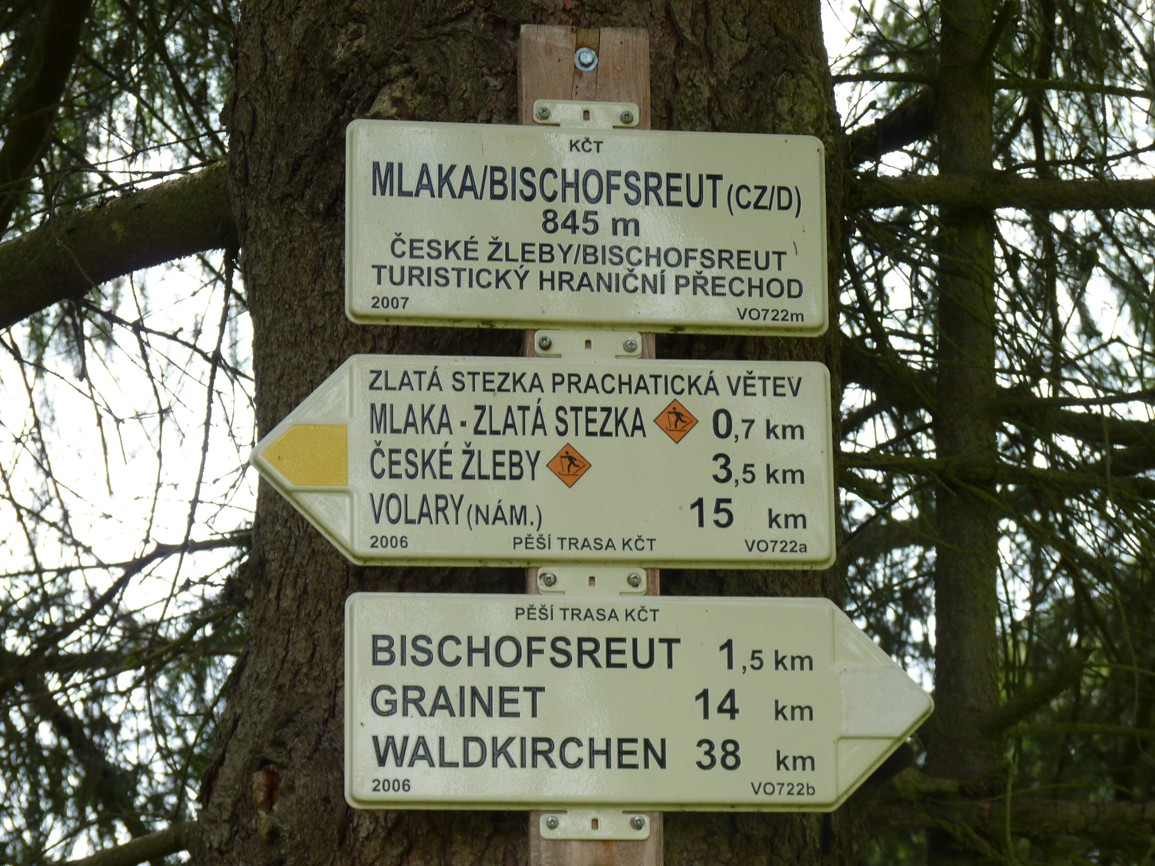 KČT
MLAKA/BISCHOFSREUT (CZ/D)
845 m
ČESKÉ ŽLEBY/BISCHOFSREUT
TURISTICKÝ HRANIČNÍ PŘECHOD
2007 VO722m
ZLATÁ STEZKA PRACHATICKÁ VĚTEV
MLAKA - ZLATÁ STEZKA 0,7 km
ČESKÉ ŽLEBY 3,5 km
VOLARY (NÁM.) 15 km
2006 PĚŠÍ TRASA KČT VO722a
PĚŠÍ TRASA KČT
BISCHOFSREUT 1,5 km
GRAINET 14 km
WALDKIRCHEN 38 km
2006 VO722b